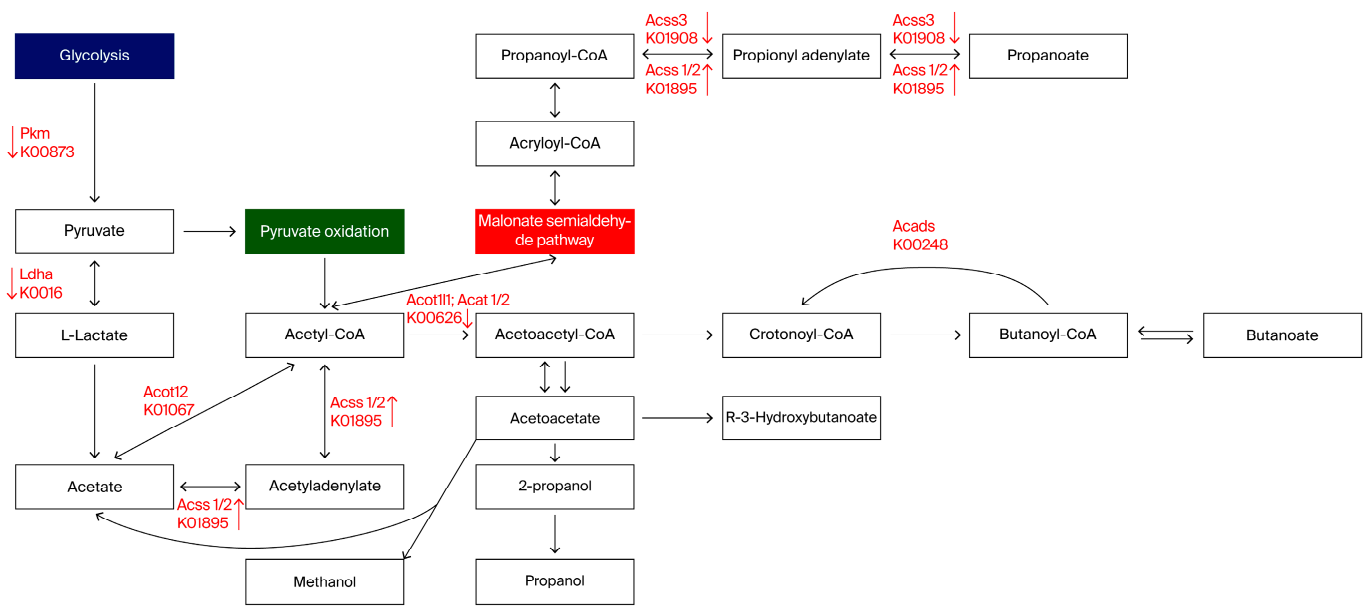 Acss3
K01908
Acss3
K01908
Glycolysis
Propanoyl-CoA
Propionyl adenylate
Propanoate
Acss 1/2
K01895
Acss 1/2
K01895
Pkm
K00873
Acryloyl-CoA
Pyruvate
Pyruvate oxidation
Malonate semialdehy-
de pathway
Acads
K00248
Ldha
K0016
Acot1l1; Acat 1/2
K00626
L-Lactate
Acetyl-CoA
Acetoacetyl-CoA
Crotonoyl-CoA
Butanoyl-CoA
Butanoate
Acot12
K01067
Acss 1/2
K01895
Acetoacetate
R-3-Hydroxybutanoate
Acetate
Acetyladenylate
2-propanol
Acss 1/2
K01895
Methanol
Propanol